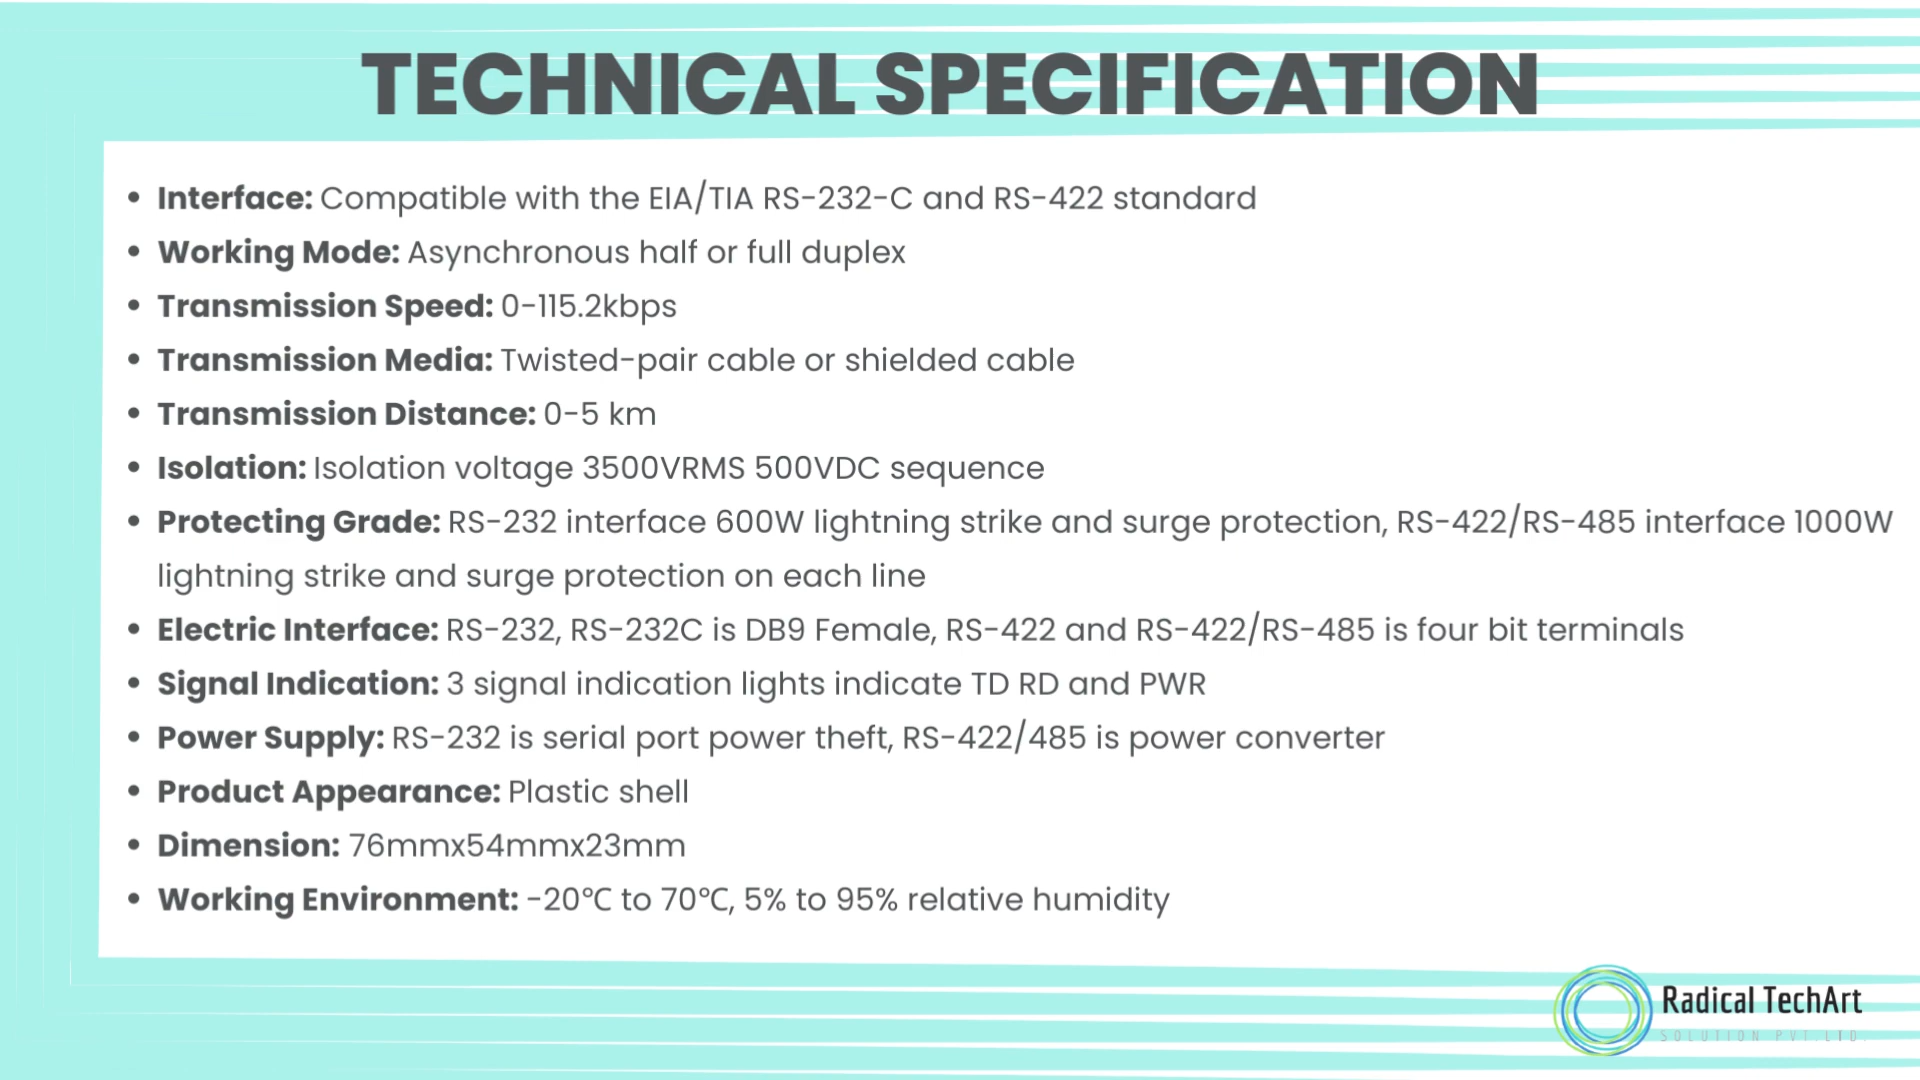 TECHNICAL SPECIFICATION
• Interface: Compatible with the EIA/TIA RS-232-C and RS-422 standard
• Working Mode: Asynchronous half or full duplex
• Transmission Speed: 0-115.2kbps
• Transmission Media: Twisted-pair cable or shielded cable
• Transmission Distance: 0-5 km
• Isolation: Isolation voltage 3500VRMS 500VDC sequence
• Protecting Grade: RS-232 interface 600W lightning strike and surge protection, RS-422/RS-485 interface 1000W
lightning strike and surge protection on each line
• Electric Interface: RS-232, RS-232C is DB9 Female, RS-422 and RS-422/RS-485 is four bit terminals
• Signal Indication: 3 signal indication lights indicate TD RD and PWR
• Power Supply: RS-232 is serial port power theft, RS-422/485 is power converter
• Product Appearance: Plastic shell
• Dimension: 76mmx54mmx23mm
• Working Environment: -20℃ to 70℃, 5% to 95% relative humidity
Radical TechArt
SOLUTION PVT.LTD.